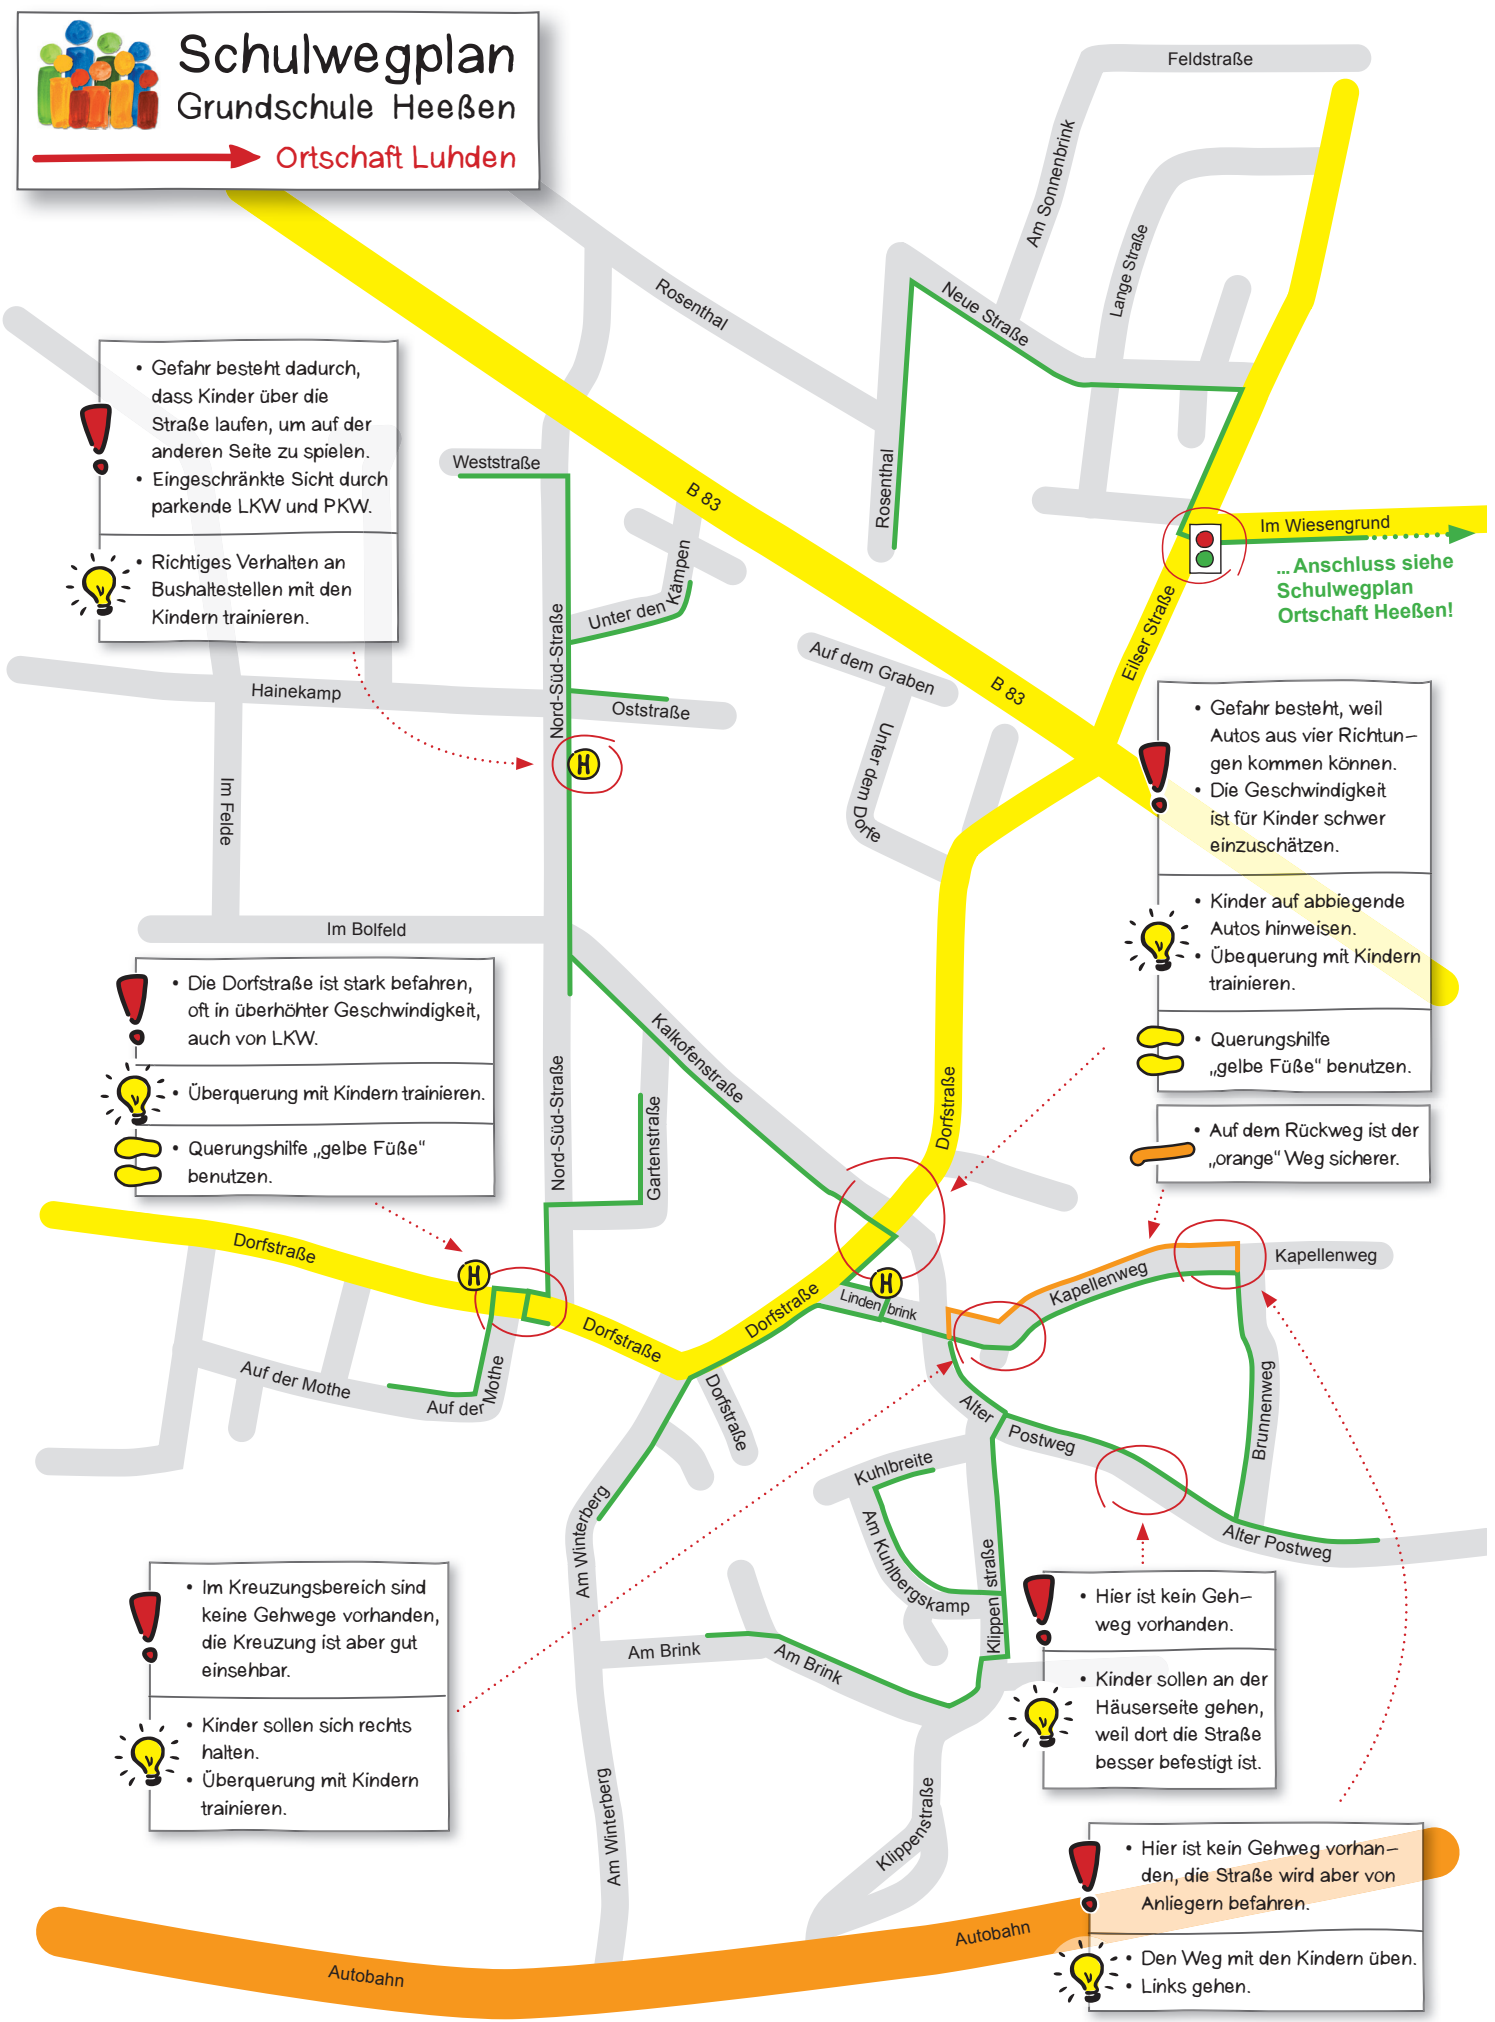 Schulwegplan
Grundschule Heeßen
Ortschaft Luhden
Feldstraße
Am Sonnenbrink
Lange Straße
Rosenthal
Neue Straße
Rosenthal
• Gefahr besteht dadurch,
dass Kinder über die
Straße laufen, um auf der
anderen Seite zu spielen.
• Eingeschränkte Sicht durch
parkende LKW und PKW.
• Richtiges Verhalten an
Bushaltestellen mit den
Kindern trainieren.
Weststraße
B 83
Im Wiesengrund
... Anschluss siehe
Schulwegplan
Ortschaft Heeßen!
Unter den Kämpen
Nord-Süd-Straße
Eilser Straße
Auf dem Graben
B 83
Hainekamp
Oststraße
Unter dem Dorfe
H
Im Felde
• Gefahr besteht, weil
Autos aus vier Richtun-
gen kommen können.
• Die Geschwindigkeit
ist für Kinder schwer
einzuschätzen.
• Kinder auf abbiegende
Autos hinweisen.
• Übequerung mit Kindern
trainieren.
• Querungshilfe
„gelbe Füße“ benutzen.
Im Bolfeld
• Die Dorfstraße ist stark befahren,
oft in überhöhter Geschwindigkeit,
auch von LKW.
• Überquerung mit Kindern trainieren.
• Querungshilfe „gelbe Füße“
benutzen.
Kalkofenstraße
Nord-Süd-Straße
Gartenstraße
Dorfstraße
• Auf dem Rückweg ist der
„orange“ Weg sicherer.
Dorfstraße
H
H
Kapellenweg
Kapellenweg
Lindenbrink
Dorfstraße
Dorfstraße
Auf der Mothe
Auf der Mothe
Dorfstraße
Alter Postweg
Brunnenweg
Kuhlbreite
Am Winterberg
Am Kuhlbergskamp
Klippenstraße
Alter Postweg
• Im Kreuzungsbereich sind
keine Gehwege vorhanden,
die Kreuzung ist aber gut
einsehbar.
• Kinder sollen sich rechts
halten.
• Überquerung mit Kindern
trainieren.
Am Brink
Am Brink
• Hier ist kein Geh-
weg vorhanden.
• Kinder sollen an der
Häuserseite gehen,
weil dort die Straße
besser befestigt ist.
Am Winterberg
Klippenstraße
• Hier ist kein Gehweg vorhan-
den, die Straße wird aber von
Anliegern befahren.
• Den Weg mit den Kindern üben.
• Links gehen.
Autobahn
Autobahn